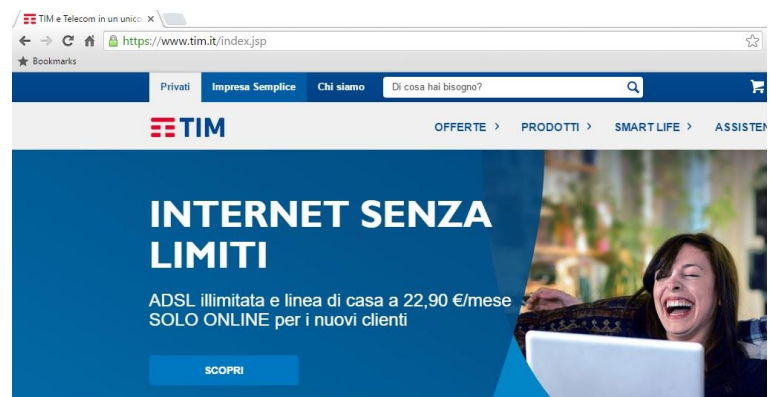 TIM e Telecom in un unico
https://www.tim.it/index.jsp
Bookmarks
Privati Impresa Semplice Chi siamo Di cosa hai bisogno?
TIM OFFERTE PRODOTTI SMART LIFE ASSISTEN
INTERNET SENZA
LIMITI
ADSL illimitata e linea di casa a 22,90 €/mese
SOLO ONLINE per i nuovi clienti
SCOPRI